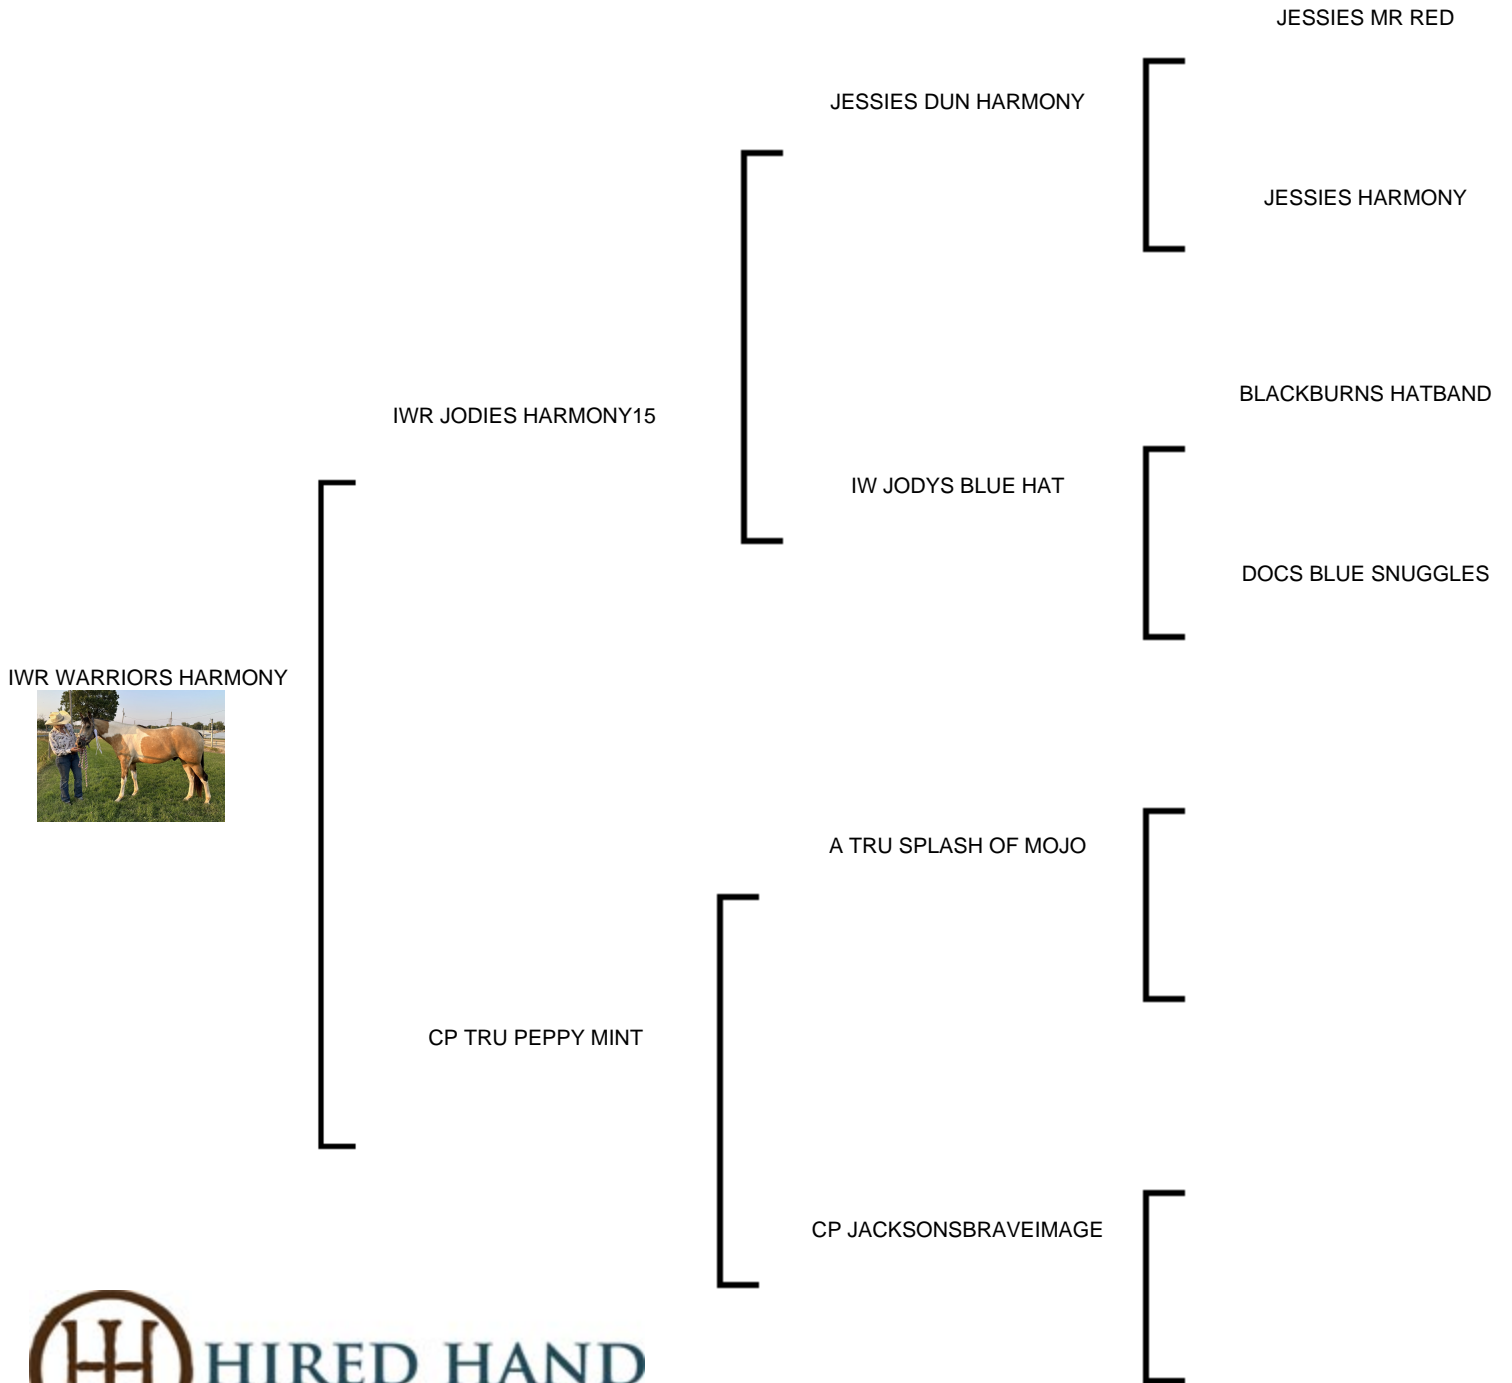 JESSIES MR RED
JESSIES DUN HARMONY
JESSIES HARMONY
BLACKBURNS HATBAND
IWR JODIES HARMONY15
IW JODYS BLUE HAT
DOCS BLUE SNUGGLES
IWR WARRIORS HARMONY
A TRU SPLASH OF MOJO
CP TRU PEPPY MINT
CP JACKSONSBRAVEIMAGE
HIRED HAND